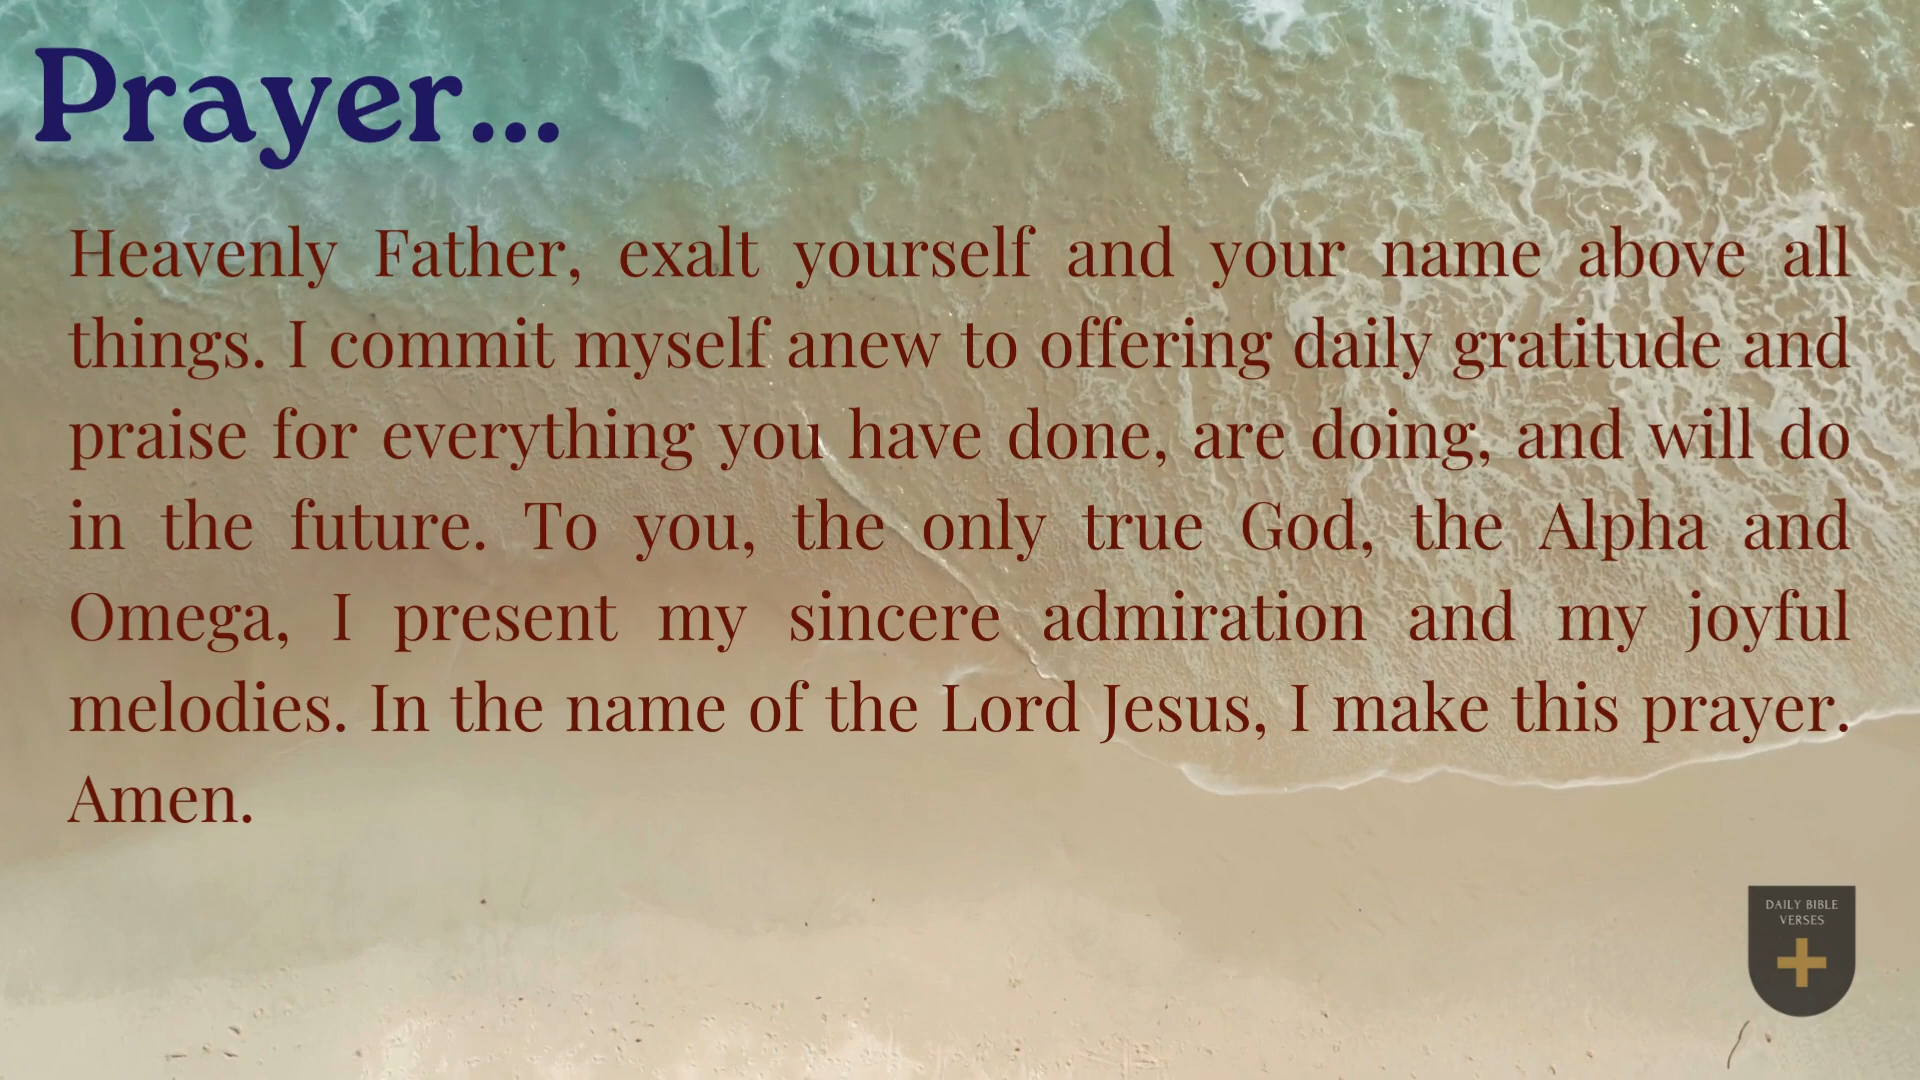 Prayer...
Heavenly Father, exalt yourself and your name above all
things. I commit myself anew to offering daily gratitude and
praise for everything you have done, are doing, and will do
in the future. To you, the only true God, the Alpha and
Omega, I present my sincere admiration and my joyful
melodies. In the name of the Lord Jesus, I make this prayer.
Amen.
DAILY BIBLE
VERSES